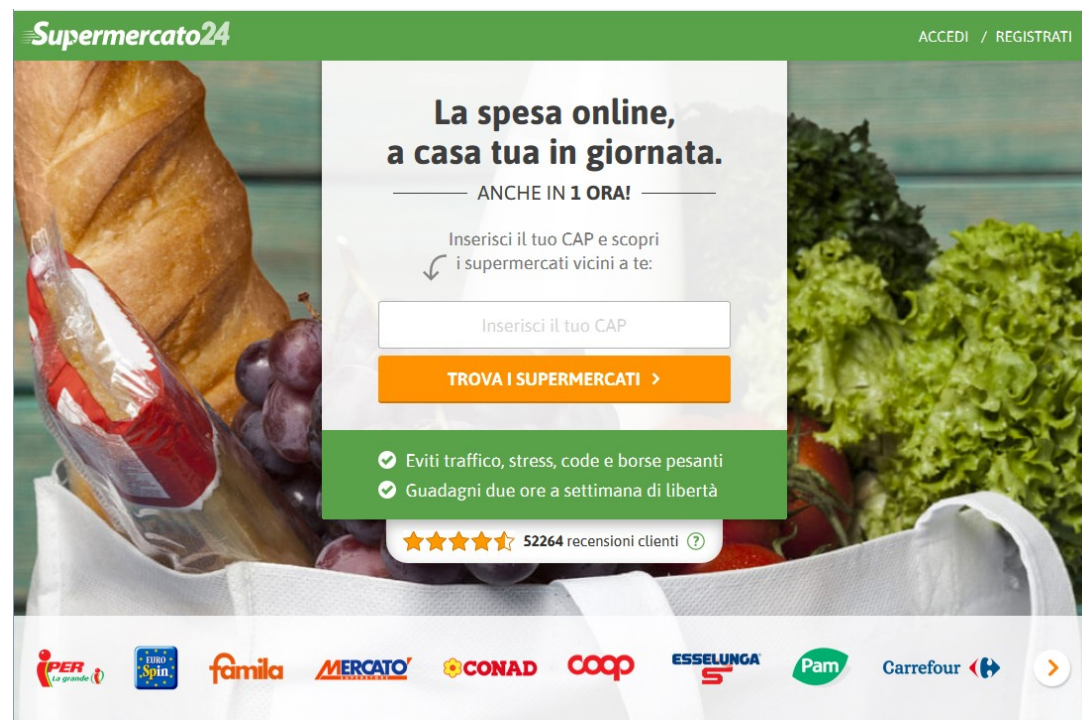 Supermercato24
ACCEDI / REGISTRATI
La spesa online,
a casa tua in giornata.
ANCHE IN 1 ORA!
Inserisci il tuo CAP e scopri
i supermercati vicini a te:
Inserisci il tuo CAP
TROVA I SUPERMERCATI >
Eviti traffico, stress, code e borse pesanti
Guadagni due ore a settimana di libertà
52264 recensioni clienti ?
iPER La grande i
EURO Spin
famila
MERCATO' SUPERSTORE
CONAD
coop
ESSELUNGA S
Pam
Carrefour